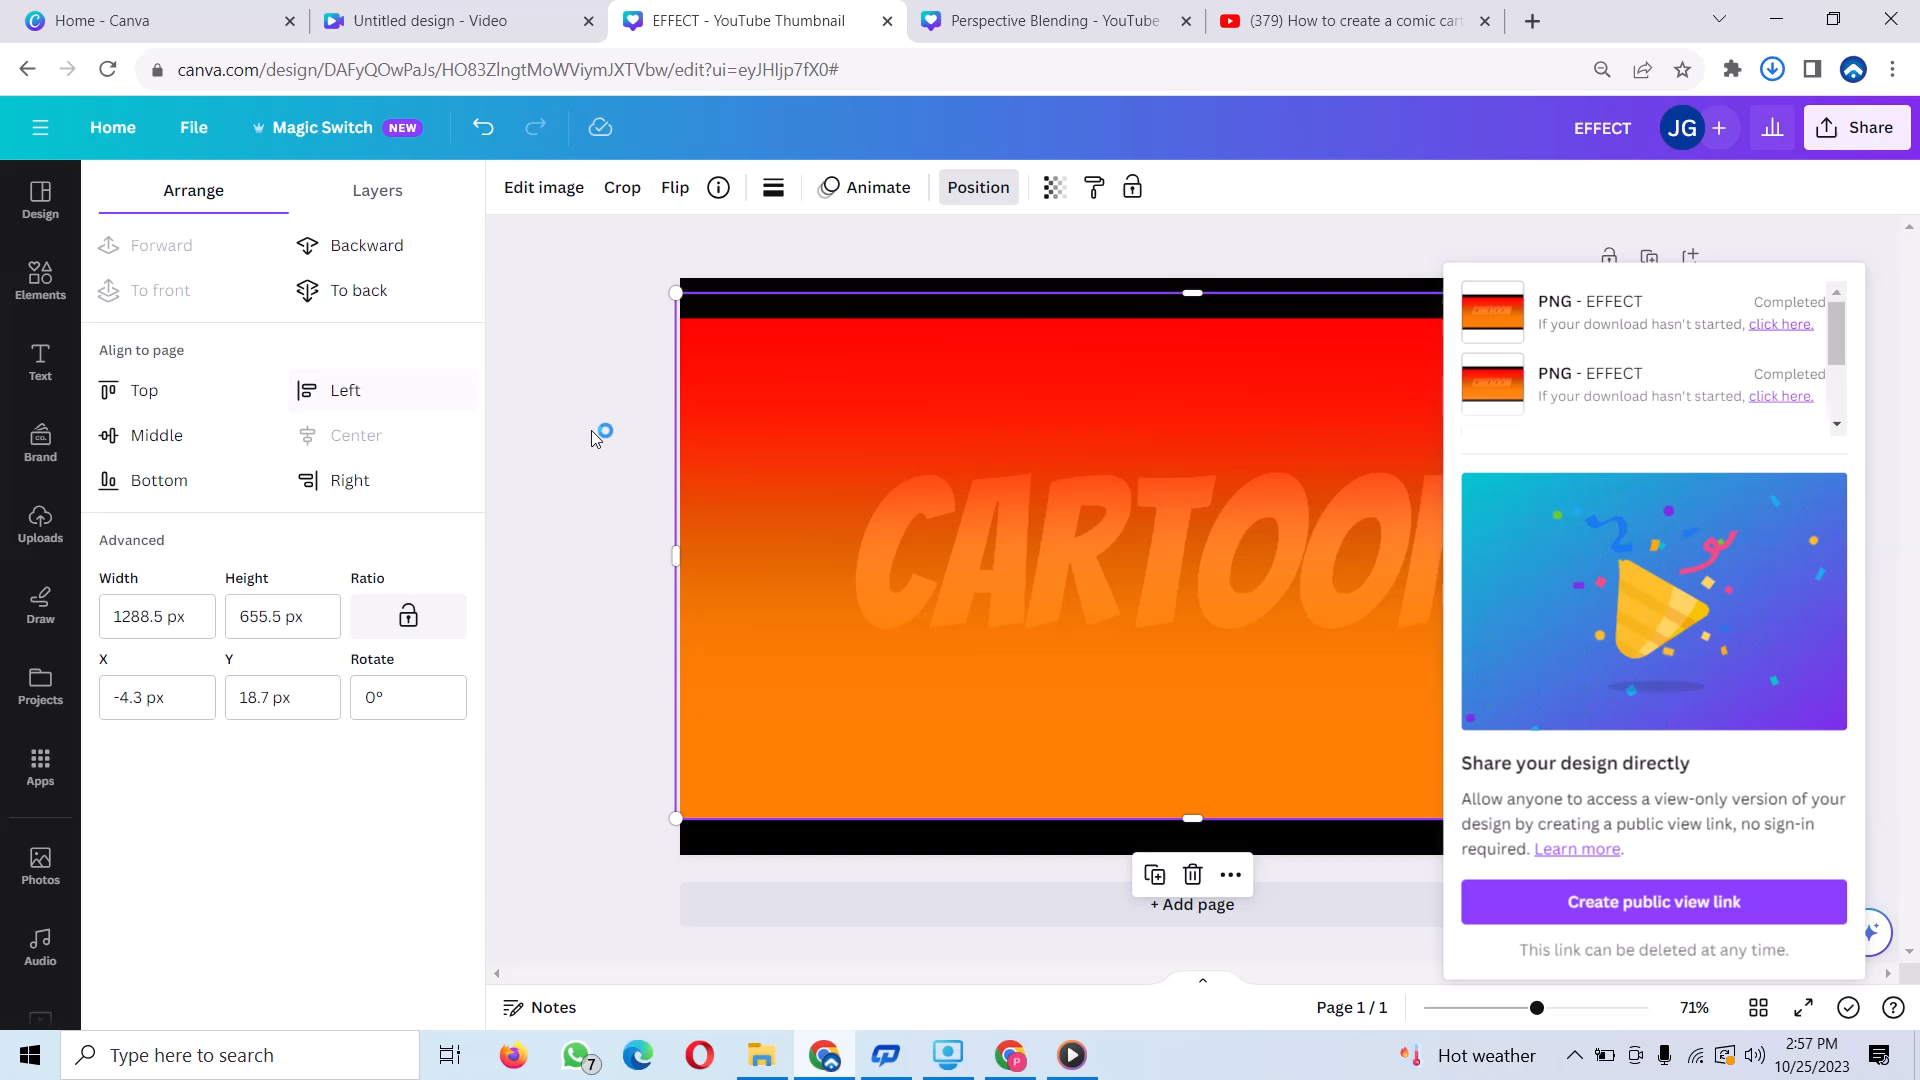 Home - Canva
Untitled design - Video
EFFECT - YouTube Thumbnail
Perspective Blending - YouTube
(379) How to create a comic car
canva.com/design/DAFyQOwPaJs/HO83ZlngtMoWViymJXTVbw/edit?ui=eyJHIjp7fX0#
Home
File
Magic Switch NEW
EFFECT
JG
Share
Design
Elements
Text
Brand
Uploads
Draw
Projects
Apps
Photos
Audio
Arrange
Layers
Forward
Backward
To front
To back
Align to page
Top
Left
Middle
Center
Bottom
Right
Advanced
Width
Height
Ratio
1288.5 px
655.5 px
X
Y
Rotate
-4.3 px
18.7 px
0°
Edit image
Crop
Flip
Animate
Position
CARTOON
+ Add page
PNG - EFFECT
Completed
If your download hasn't started, click here.
PNG - EFFECT
Completed
If your download hasn't started, click here.
Share your design directly
Allow anyone to access a view-only version of your
design by creating a public view link, no sign-in
required. Learn more.
Create public view link
This link can be deleted at any time.
Notes
Page 1 / 1
71%
Type here to search
7
Hot weather
2:57 PM
10/25/2023